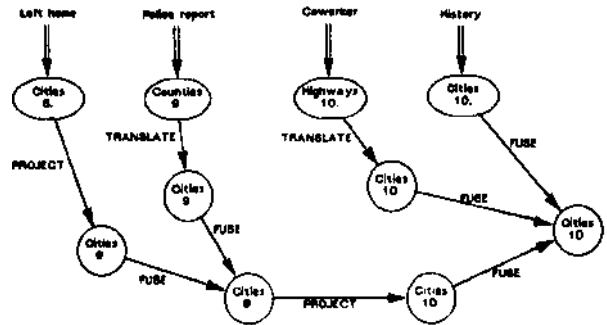 Left home
Police report
Coworker
History
Cities
8.
Counties
9
Highways
10.
Cities
10.
TRANSLATE
TRANSLATE
FUSE
PROJECT
Cities
9
Cities
10
FUSE
FUSE
Cities
10
Cities
9
FUSE
FUSE
Cities
9
PROJECT
Cities
10